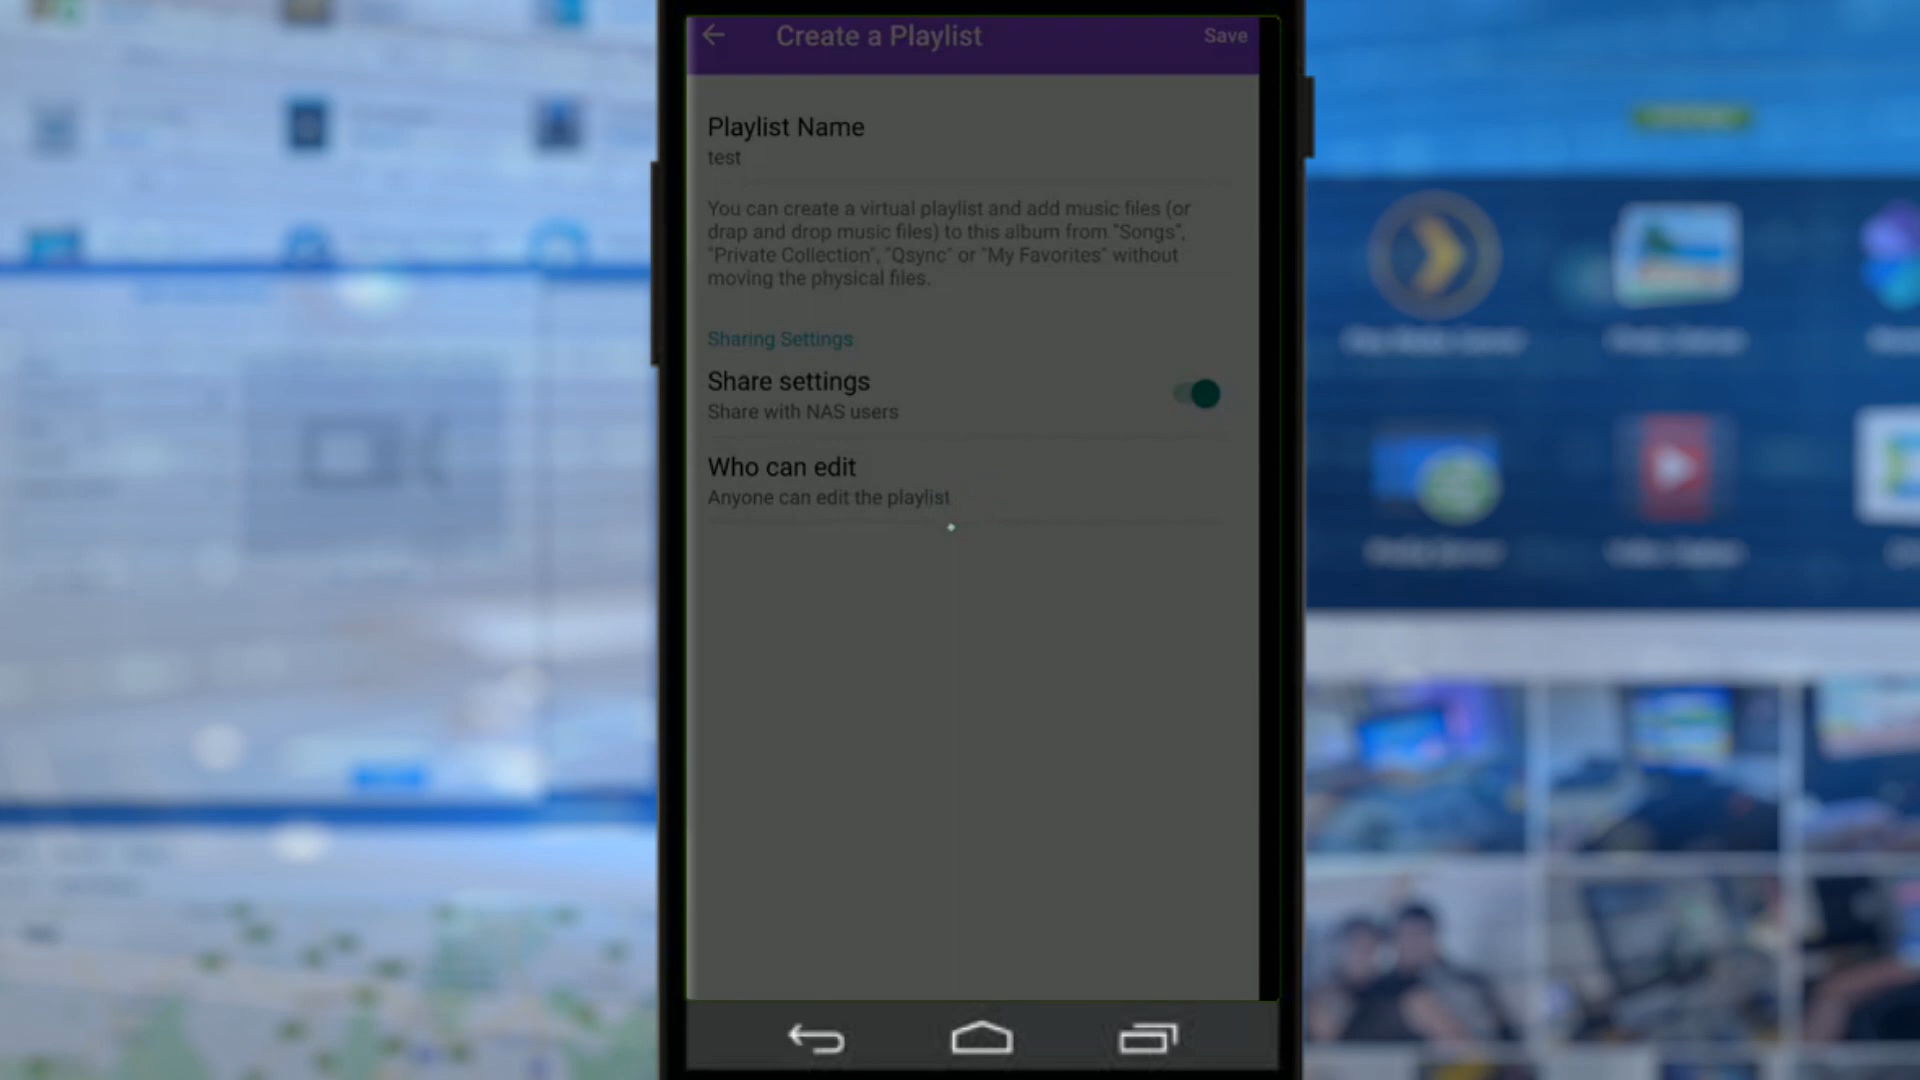 Create a Playlist
Save
Playlist Name
test
You can create a virtual playlist and add music files (or
drap and drop music files) to this album from "Songs",
"Private Collection", "Qsync" or "My Favorites" without
moving the physical files.
Sharing Settings
Share settings
Share with NAS users
Who can edit
Anyone can edit the playlist